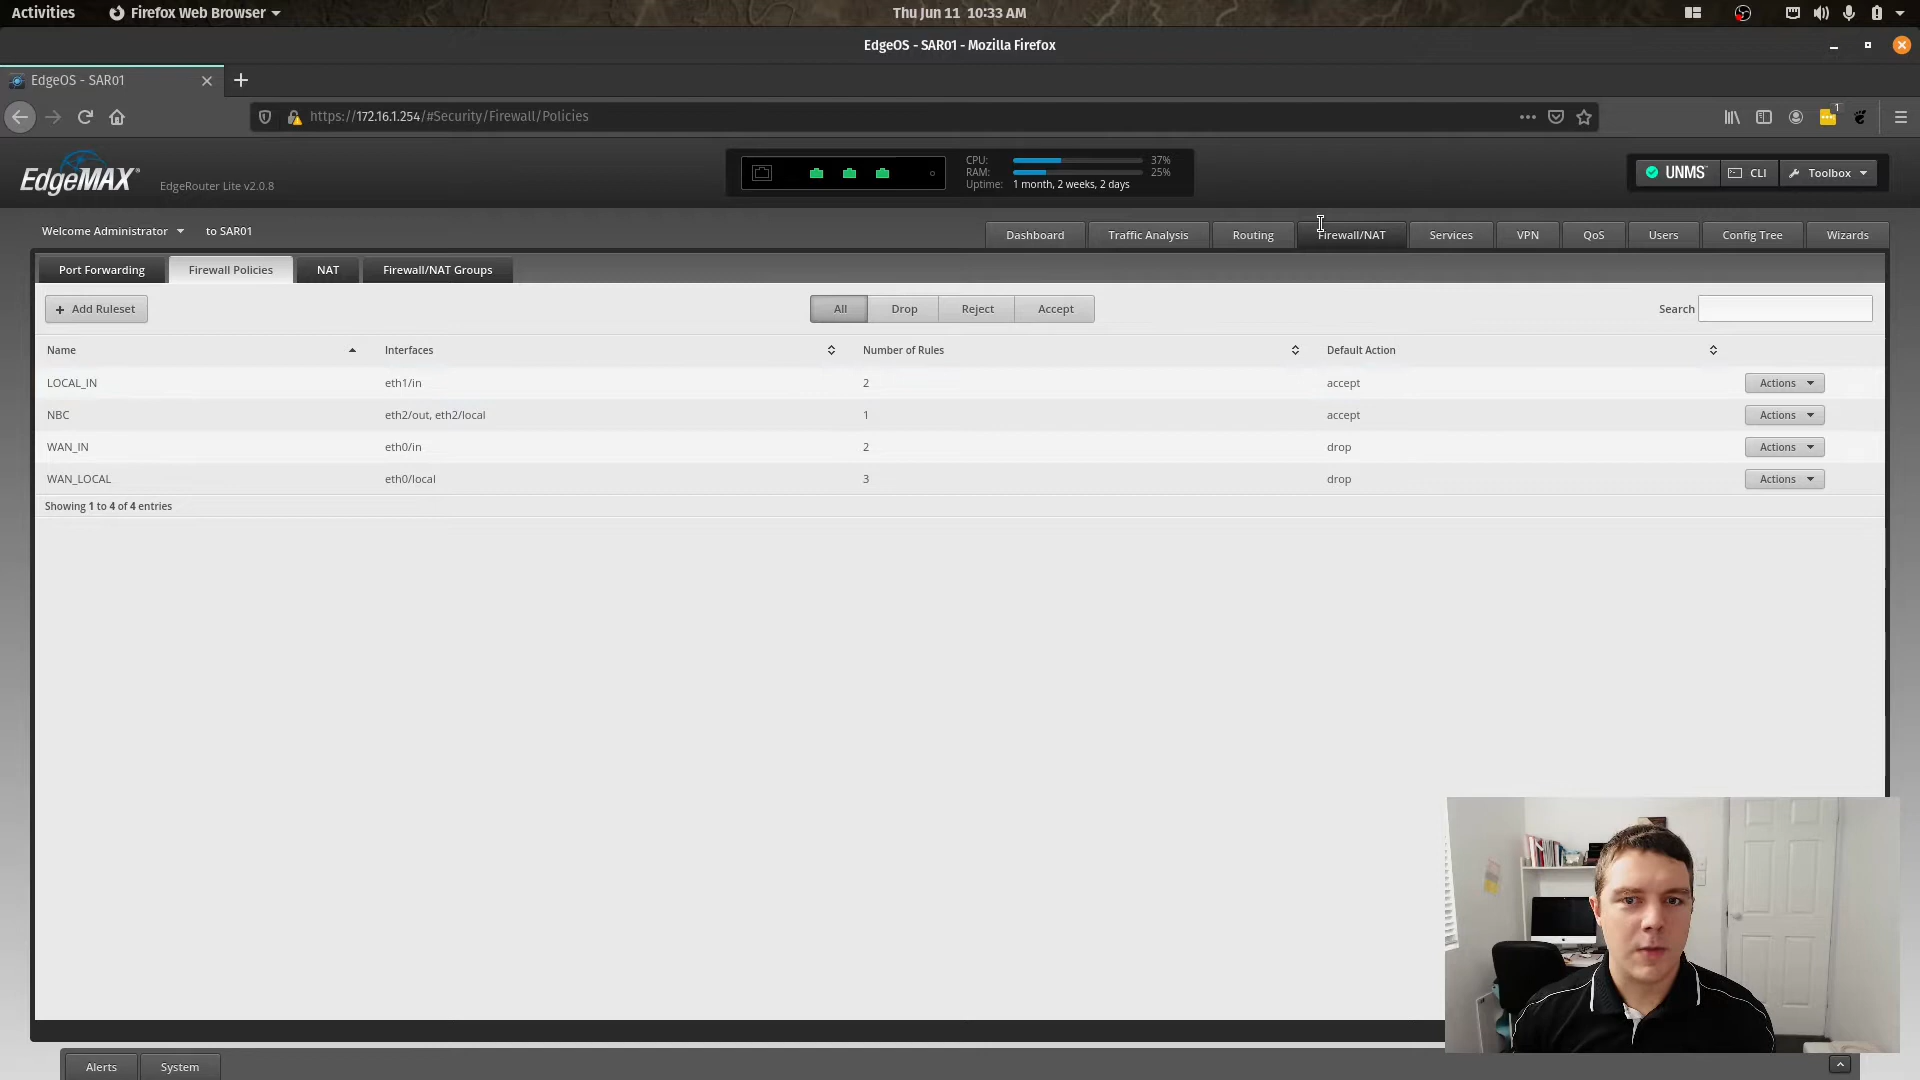 Activities Firefox Web Browser Thu Jun 11 10:33 AM
EdgeOS - SAR01 - Mozilla Firefox
EdgeOS - SAR01
https://172.16.1.254/#Security/Firewall/Policies 1
EdgeMAX EdgeRouter Lite v2.0.8
CPU: 37%
RAM: 25%
Uptime: 1 month, 2 weeks, 2 days
UNMS CLI Toolbox
Welcome Administrator to SAR01
Dashboard Traffic Analysis Routing Firewall/NAT Services VPN QoS Users Config Tree Wizards
Port Forwarding Firewall Policies NAT Firewall/NAT Groups
+ Add Ruleset All Drop Reject Accept Search
Name Interfaces Number of Rules Default Action
LOCAL_IN eth1/in 2 accept Actions
NBC eth2/out, eth2/local 1 accept Actions
WAN_IN eth0/in 2 drop Actions
WAN_LOCAL eth0/local 3 drop Actions
Showing 1 to 4 of 4 entries
Alerts System